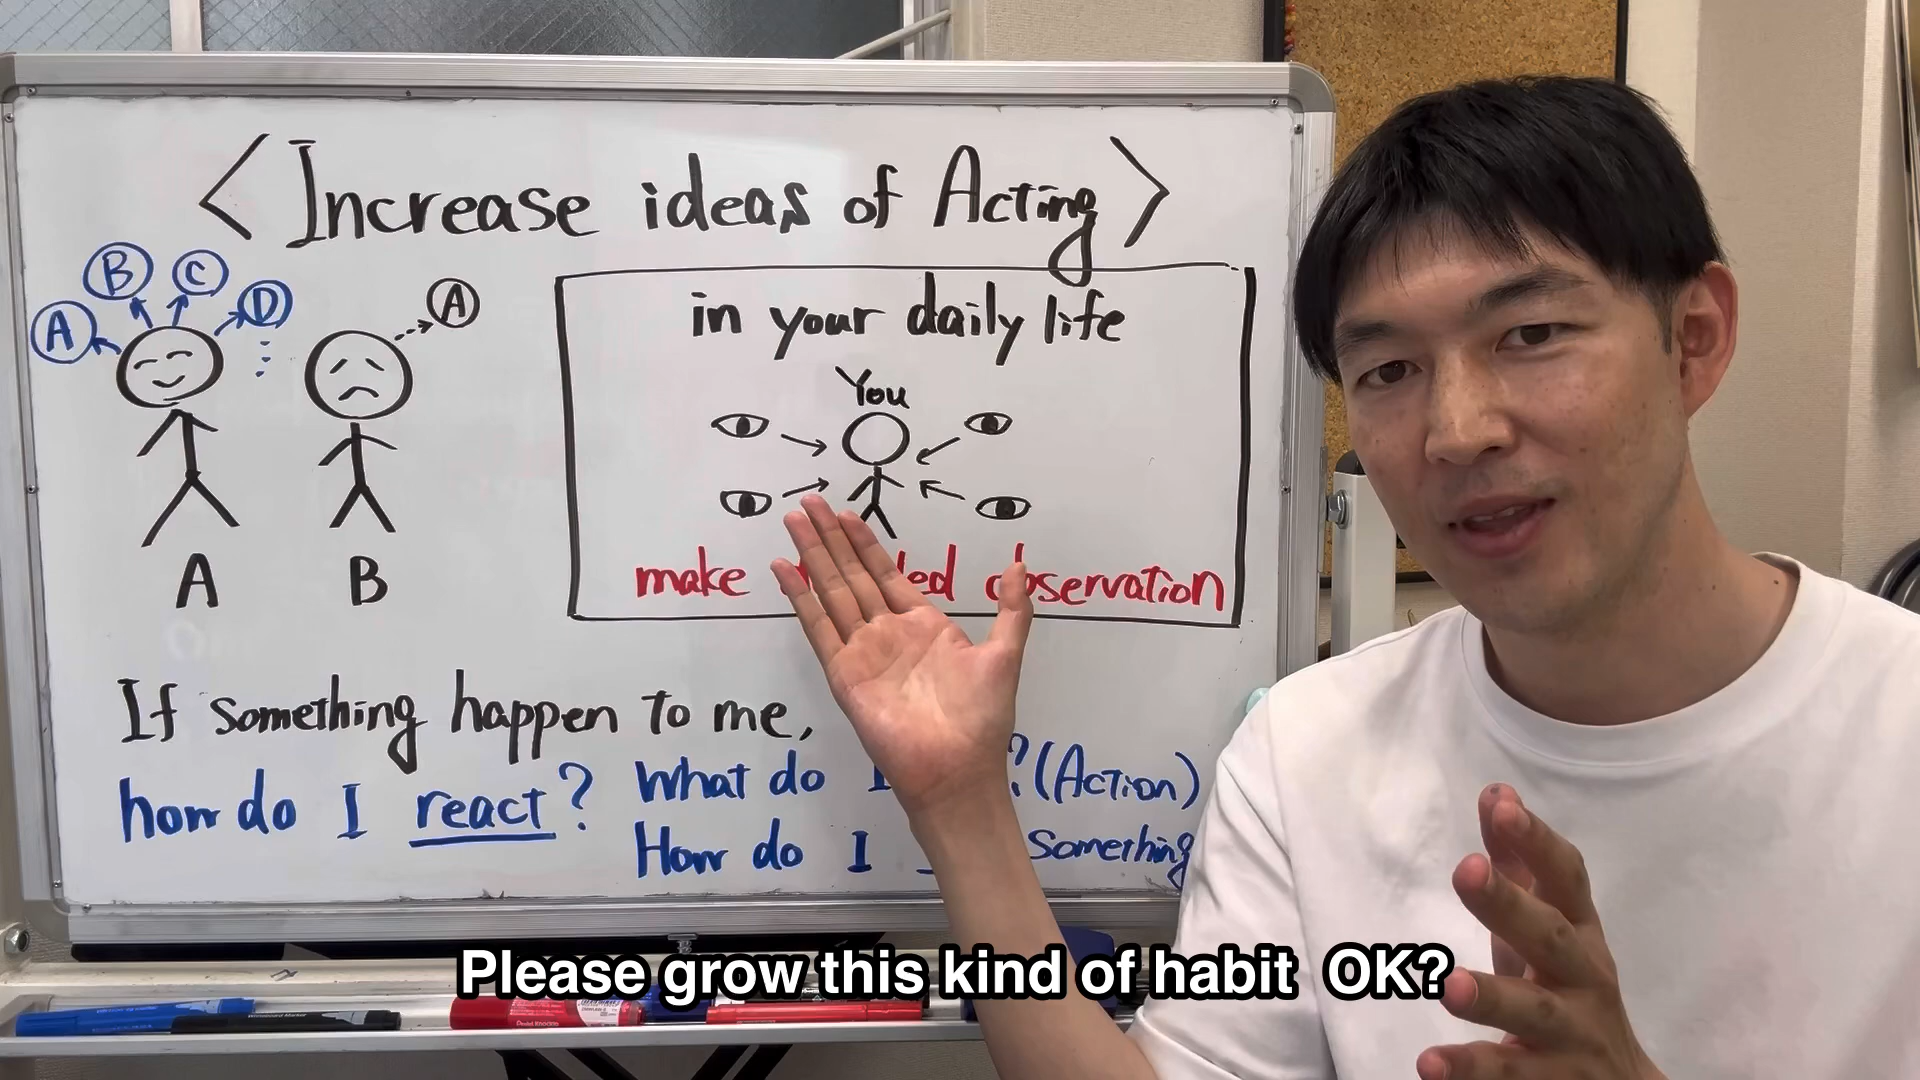 <Increase ideas of Acting>
A B C D
A
in your daily life
You
make observation
A B
If something happen to me,
how do I react?
What do I ?(Action)
How do I something
Please grow this kind of habit OK?